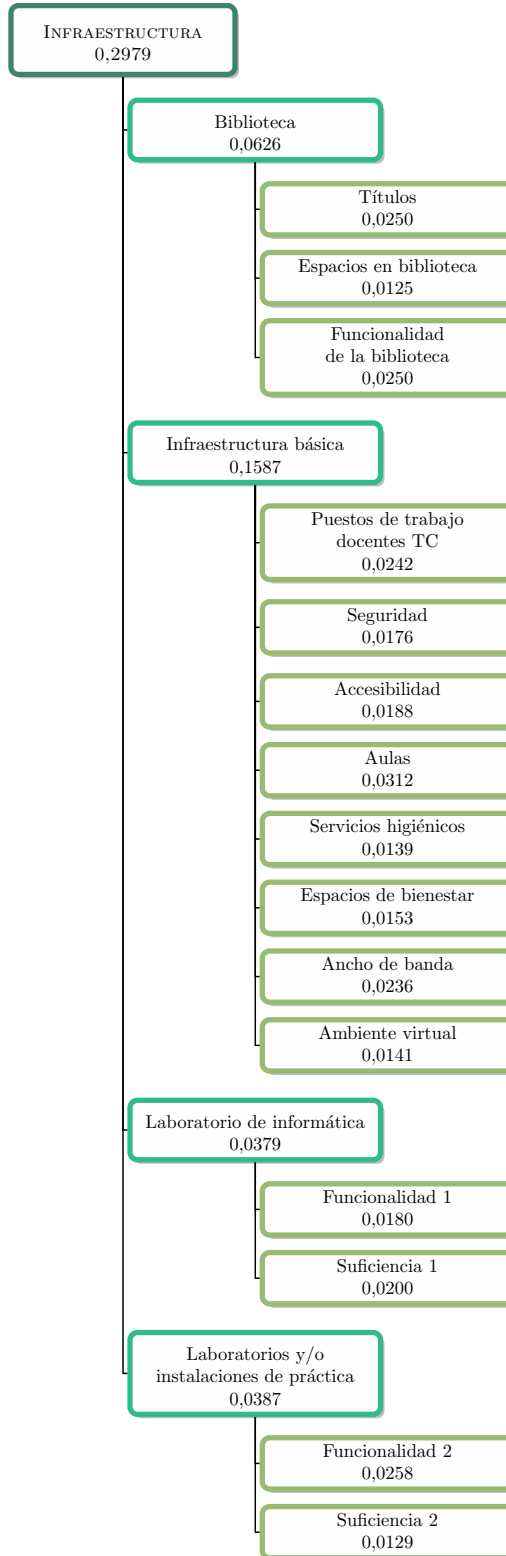 INFRAESTRUCTURA
0,2979
Biblioteca
0,0626
Títulos
0,0250
Espacios en biblioteca
0,0125
Funcionalidad
de la biblioteca
0,0250
Infraestructura básica
0,1587
Puestos de trabajo
docentes TC
0,0242
Seguridad
0,0176
Accesibilidad
0,0188
Aulas
0,0312
Servicios higiénicos
0,0139
Espacios de bienestar
0,0153
Ancho de banda
0,0236
Ambiente virtual
0,0141
Laboratorio de informática
0,0379
Funcionalidad 1
0,0180
Suficiencia 1
0,0200
Laboratorios y/o
instalaciones de práctica
0,0387
Funcionalidad 2
0,0258
Suficiencia 2
0,0129